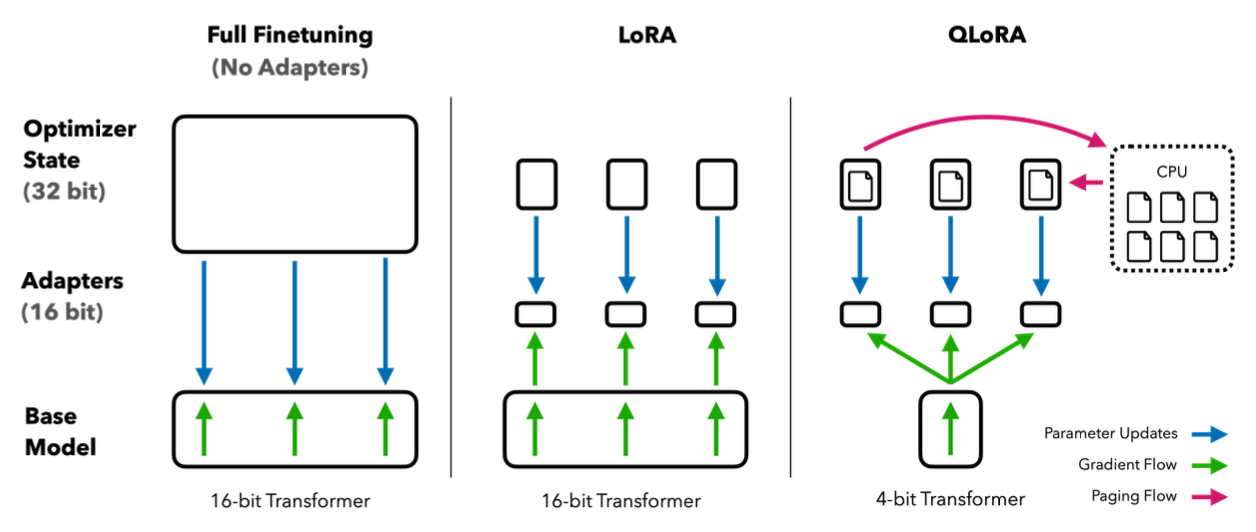 Full Finetuning
(No Adapters)
LoRA
QLoRA
Optimizer
State
(32 bit)
CPU
Adapters
(16 bit)
Base
Model
Parameter Updates
Gradient Flow
Paging Flow
16-bit Transformer
16-bit Transformer
4-bit Transformer